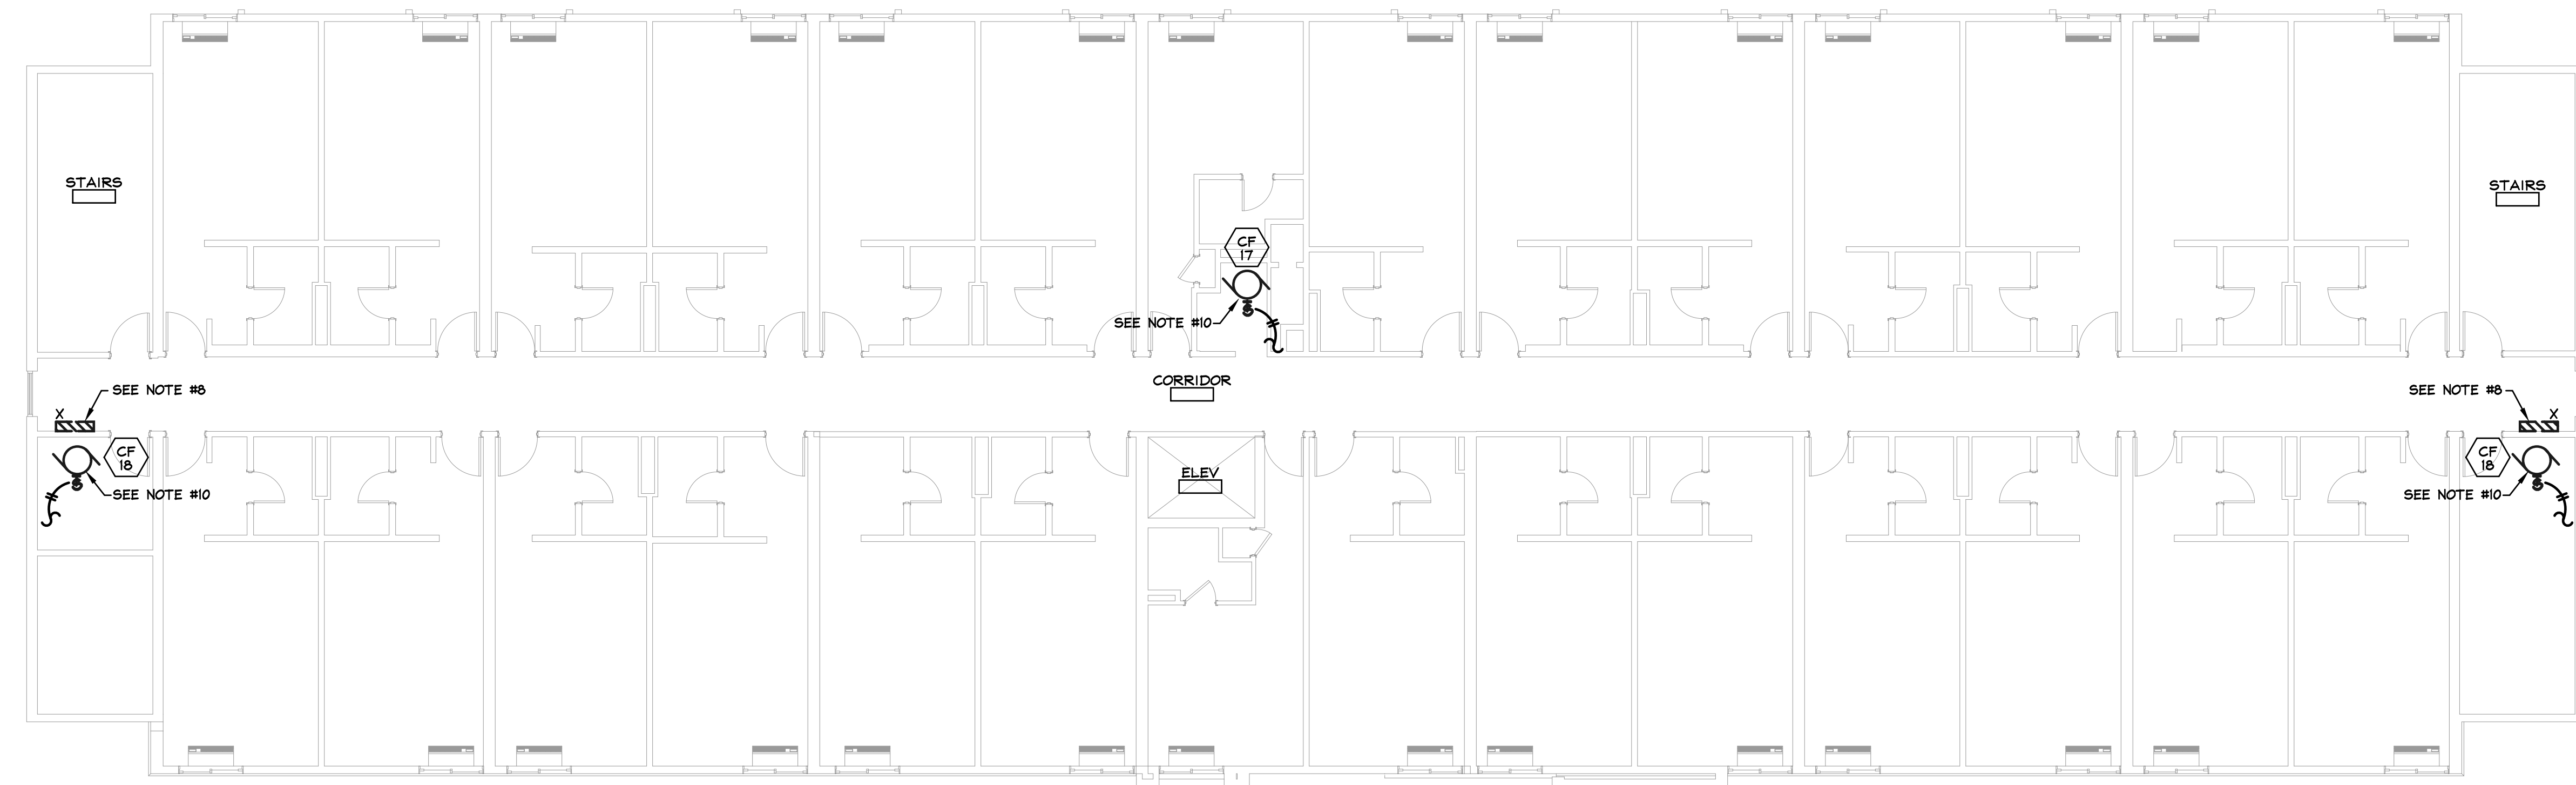 STAIRS
STAIRS
CF
17
SEE NOTE #10
CORRIDOR
SEE NOTE #8
X
SEE NOTE #8
X
CF
18
SEE NOTE #10
ELEV
CF
18
SEE NOTE #10